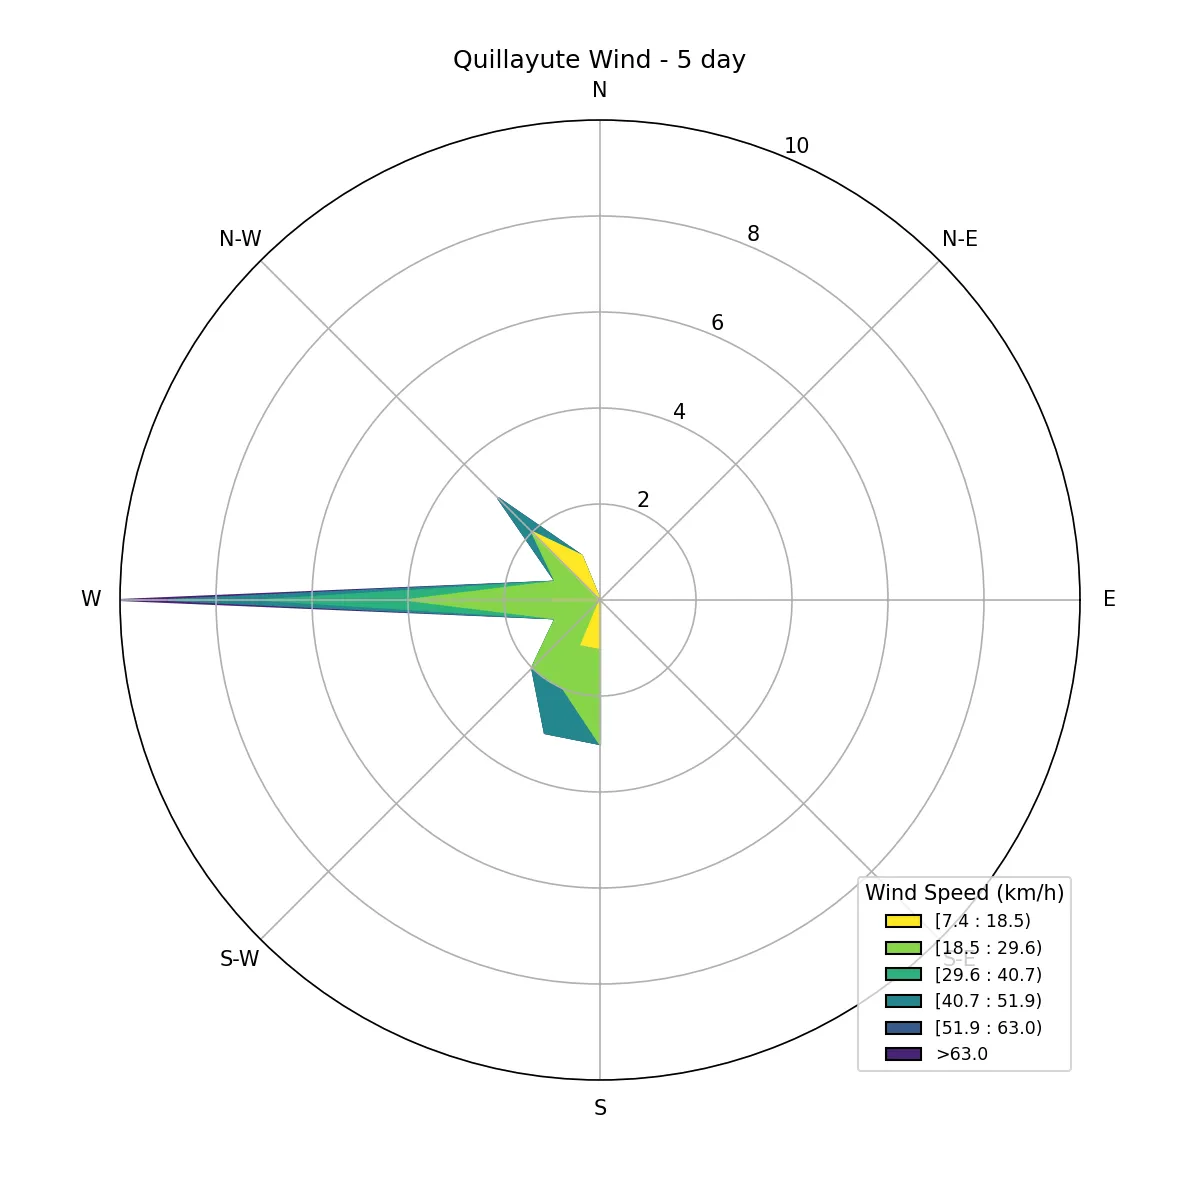 Quillayute Wind - 5 day
N
10
N-W
N-E
8
6
4
2
W
E
S-W
S-E
S
Wind Speed (km/h)
[7.4 : 18.5)
[18.5 : 29.6)
[29.6 : 40.7)
[40.7 : 51.9)
[51.9 : 63.0)
>63.0